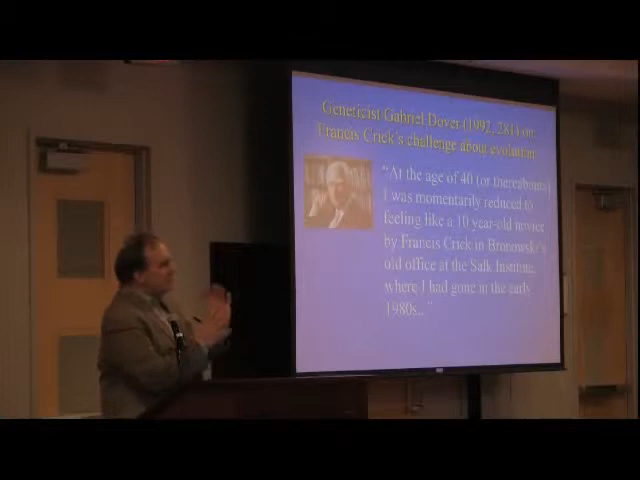 Geneticist Gabriel Dover (1992, 281) on
Francis Crick's challenge about evolution
"At the age of 40 (or thereabouts)
I was momentarily reduced to
feeling like a 10 year-old novice
by Francis Crick in Bronowski's
old office at the Salk Institute,
where I had gone in the early
1980s..."